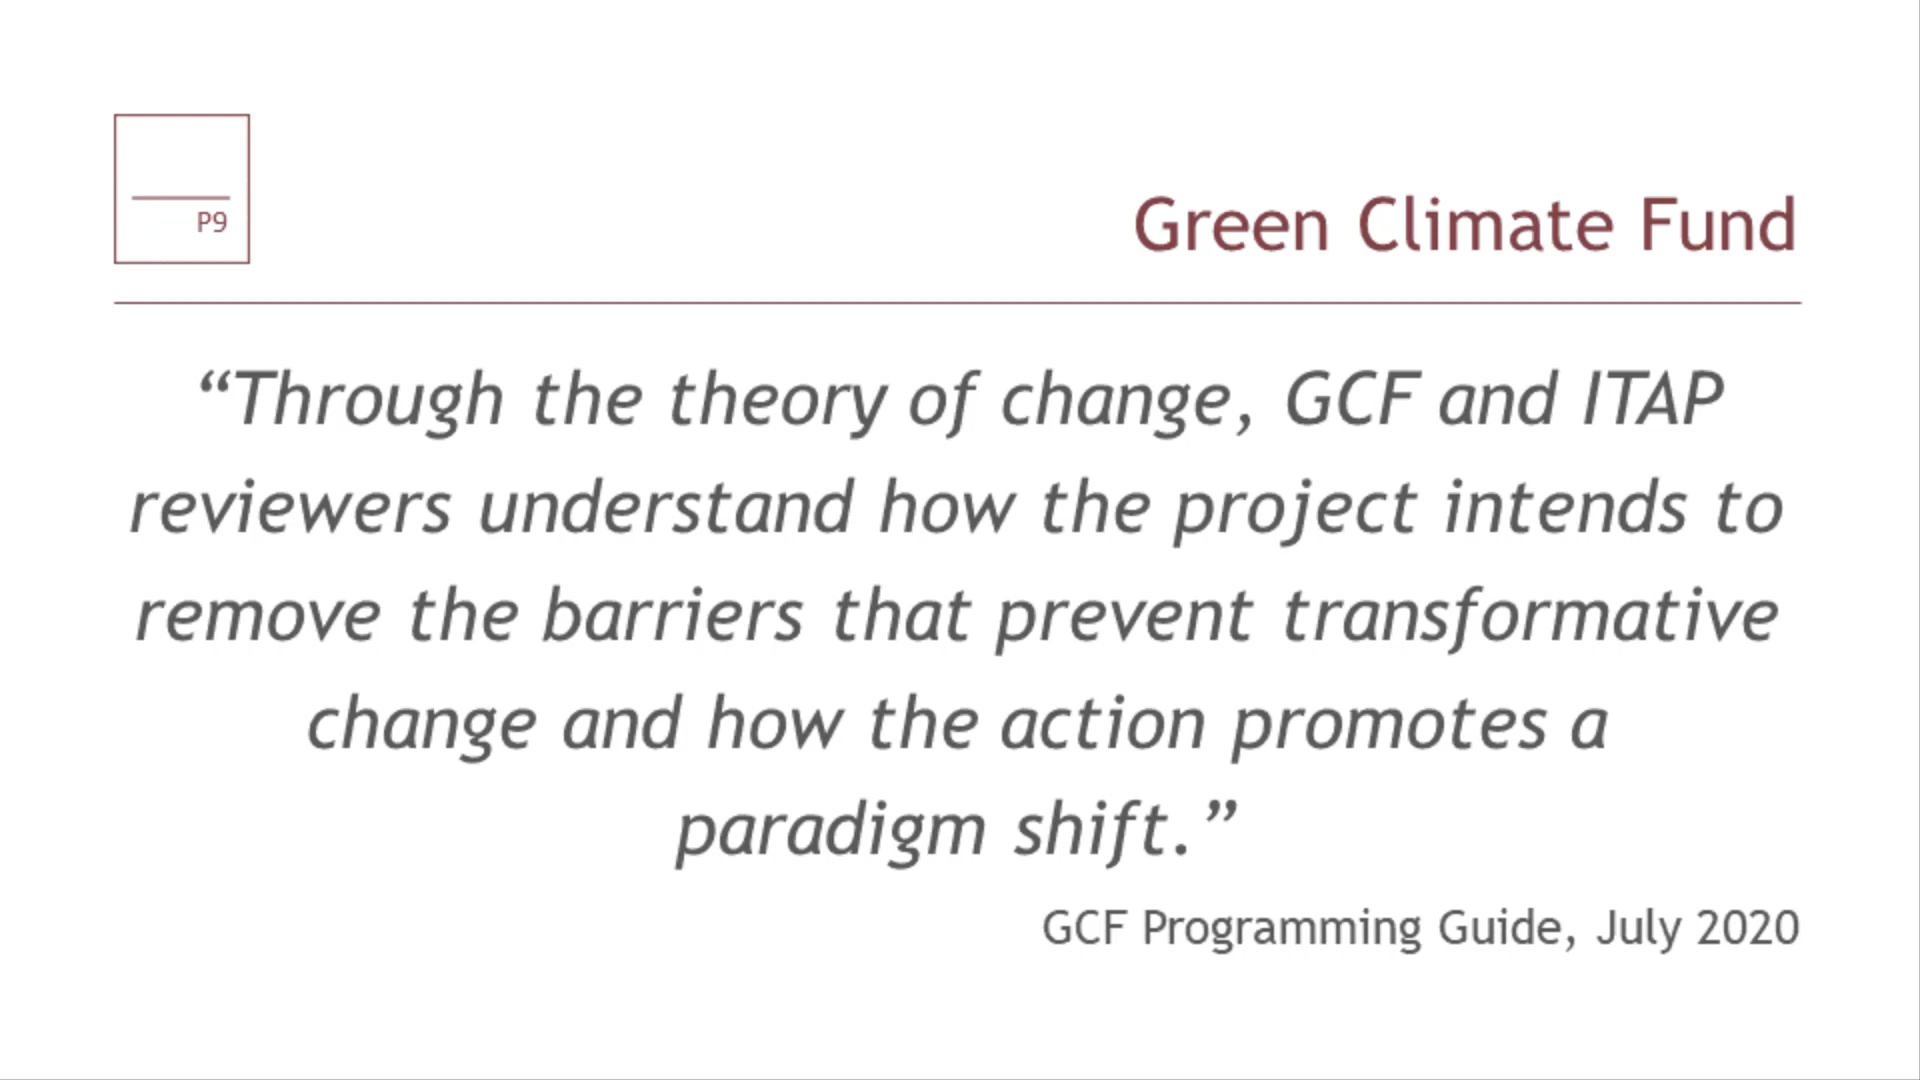 P9
Green Climate Fund
“Through the theory of change, GCF and ITAP
reviewers understand how the project intends to
remove the barriers that prevent transformative
change and how the action promotes a
paradigm shift.”
GCF Programming Guide, July 2020